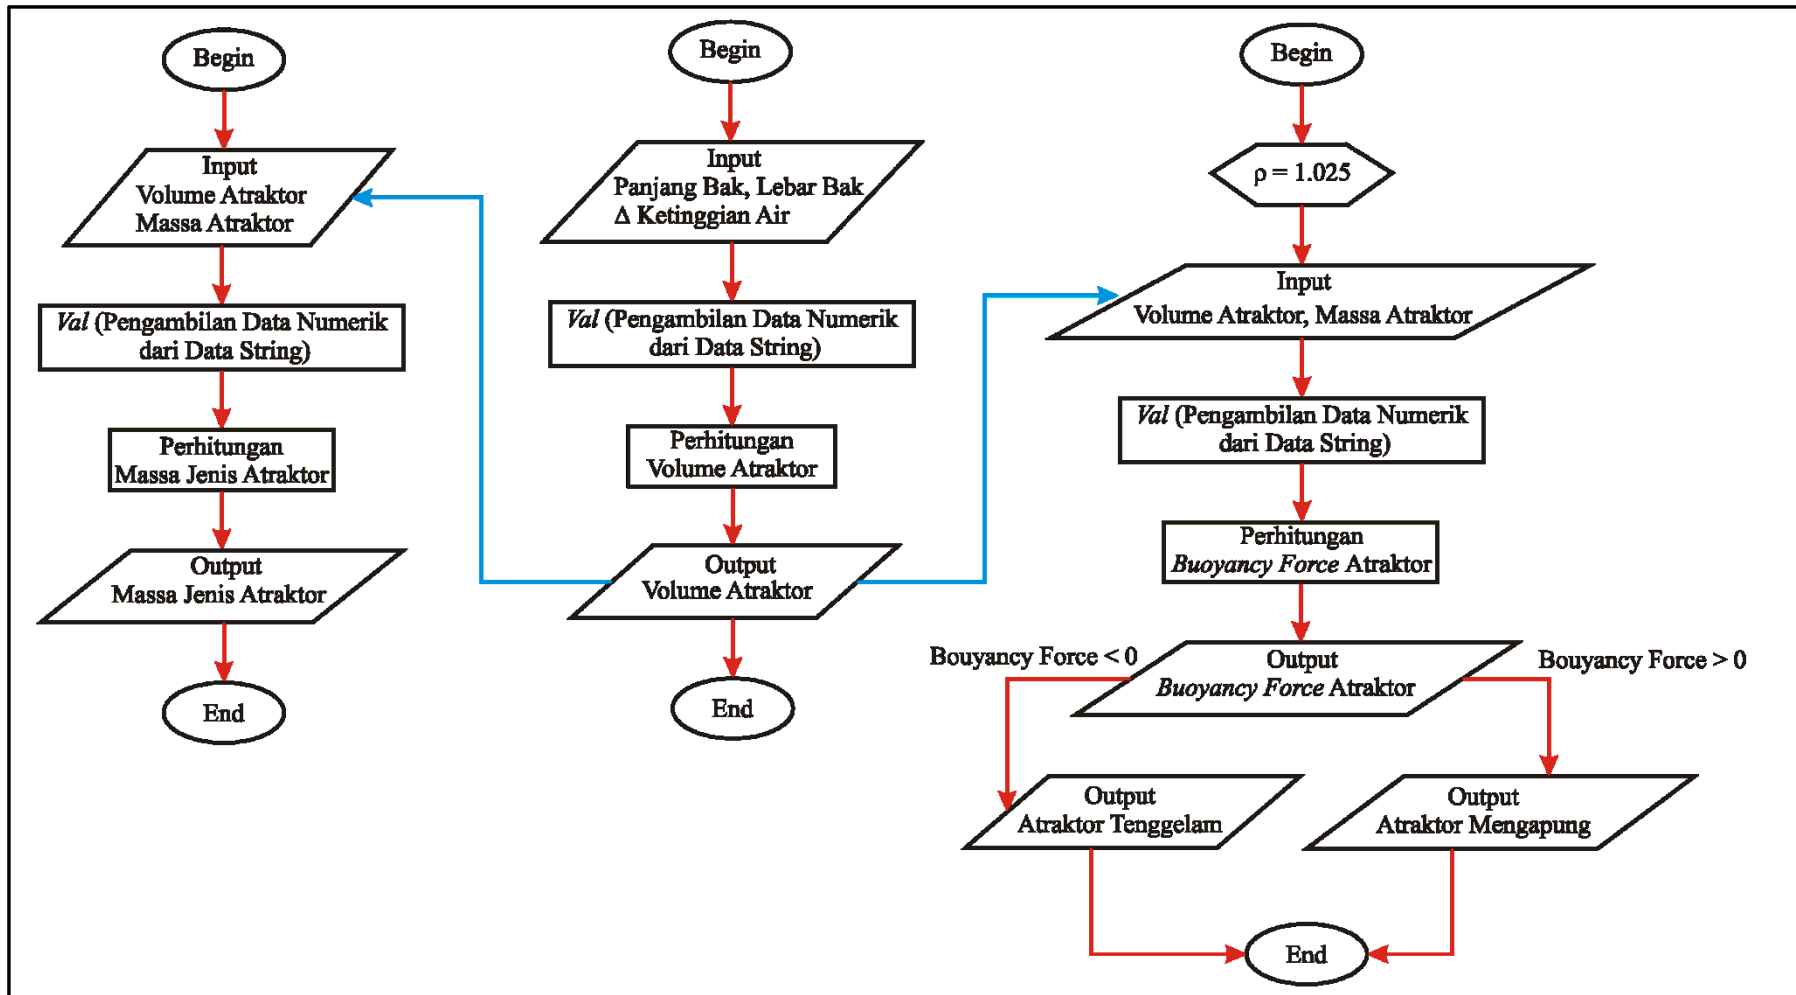 Begin
Input
Volume Atraktor
Massa Atraktor
Val (Pengambilan Data Numerik
dari Data String)
Perhitungan
Massa Jenis Atraktor
Output
Massa Jenis Atraktor
End
Begin
Input
Panjang Bak, Lebar Bak
Δ Ketinggian Air
Val (Pengambilan Data Numerik
dari Data String)
Perhitungan
Volume Atraktor
Output
Volume Atraktor
End
Begin
ρ = 1.025
Input
Volume Atraktor, Massa Atraktor
Val (Pengambilan Data Numerik
dari Data String)
Perhitungan
Buoyancy Force Atraktor
Output
Buoyancy Force Atraktor
Bouyancy Force < 0
Bouyancy Force > 0
Output
Atraktor Tenggelam
Output
Atraktor Mengapung
End